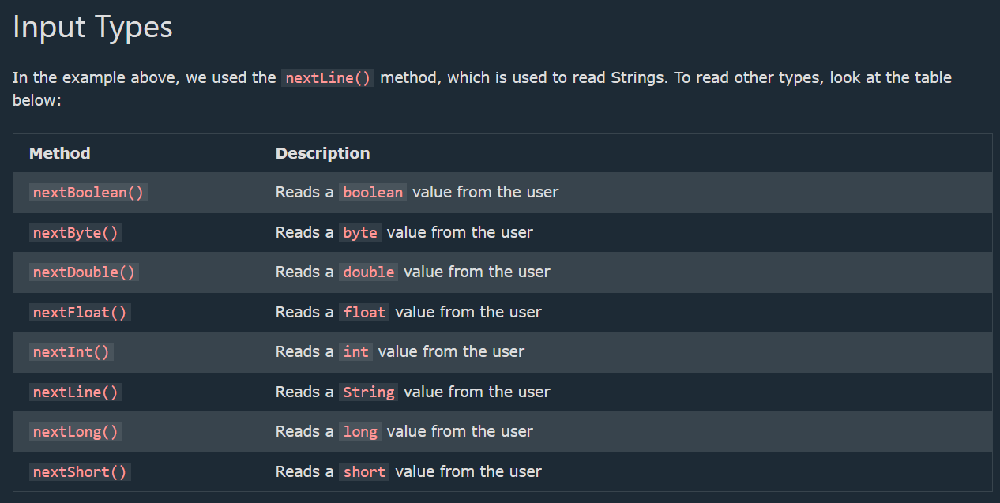 Input Types
In the example above, we used the nextLine() method, which is used to read Strings. To read other types, look at the table
below:
Method Description
nextBoolean() Reads a boolean value from the user
nextByte() Reads a byte value from the user
nextDouble() Reads a double value from the user
nextFloat() Reads a float value from the user
nextInt() Reads a int value from the user
nextLine() Reads a String value from the user
nextLong() Reads a long value from the user
nextShort() Reads a short value from the user